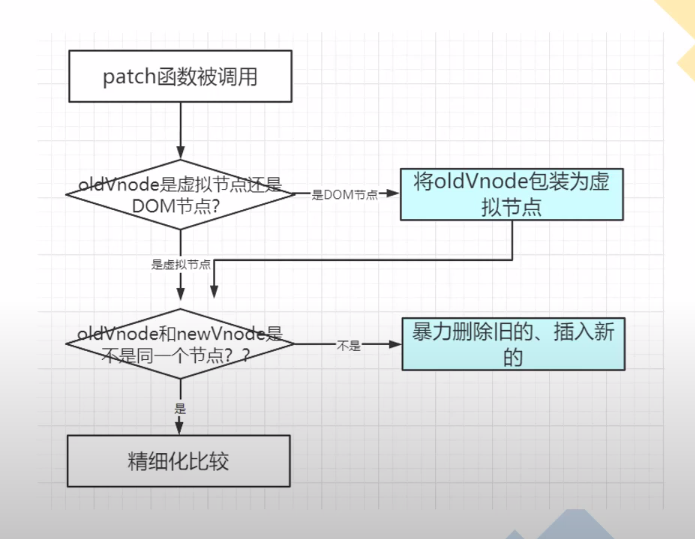 patch函数被调用
oldVnode是虚拟节点还是
DOM节点?
是DOM节点
将oldVnode包装为虚
拟节点
是虚拟节点
oldVnode和newVnode是
不是同一个节点？?
不是
暴力删除旧的、插入新
的
是
精细化比较